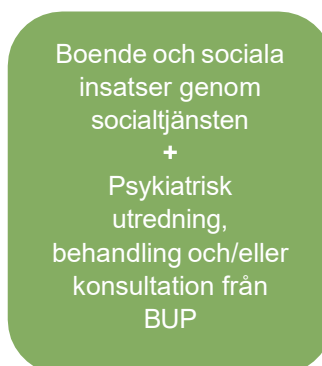 Boende och sociala
insatser genom
socialtjänsten
+
Psykiatrisk
utredning,
behandling och/eller
konsultation från
BUP